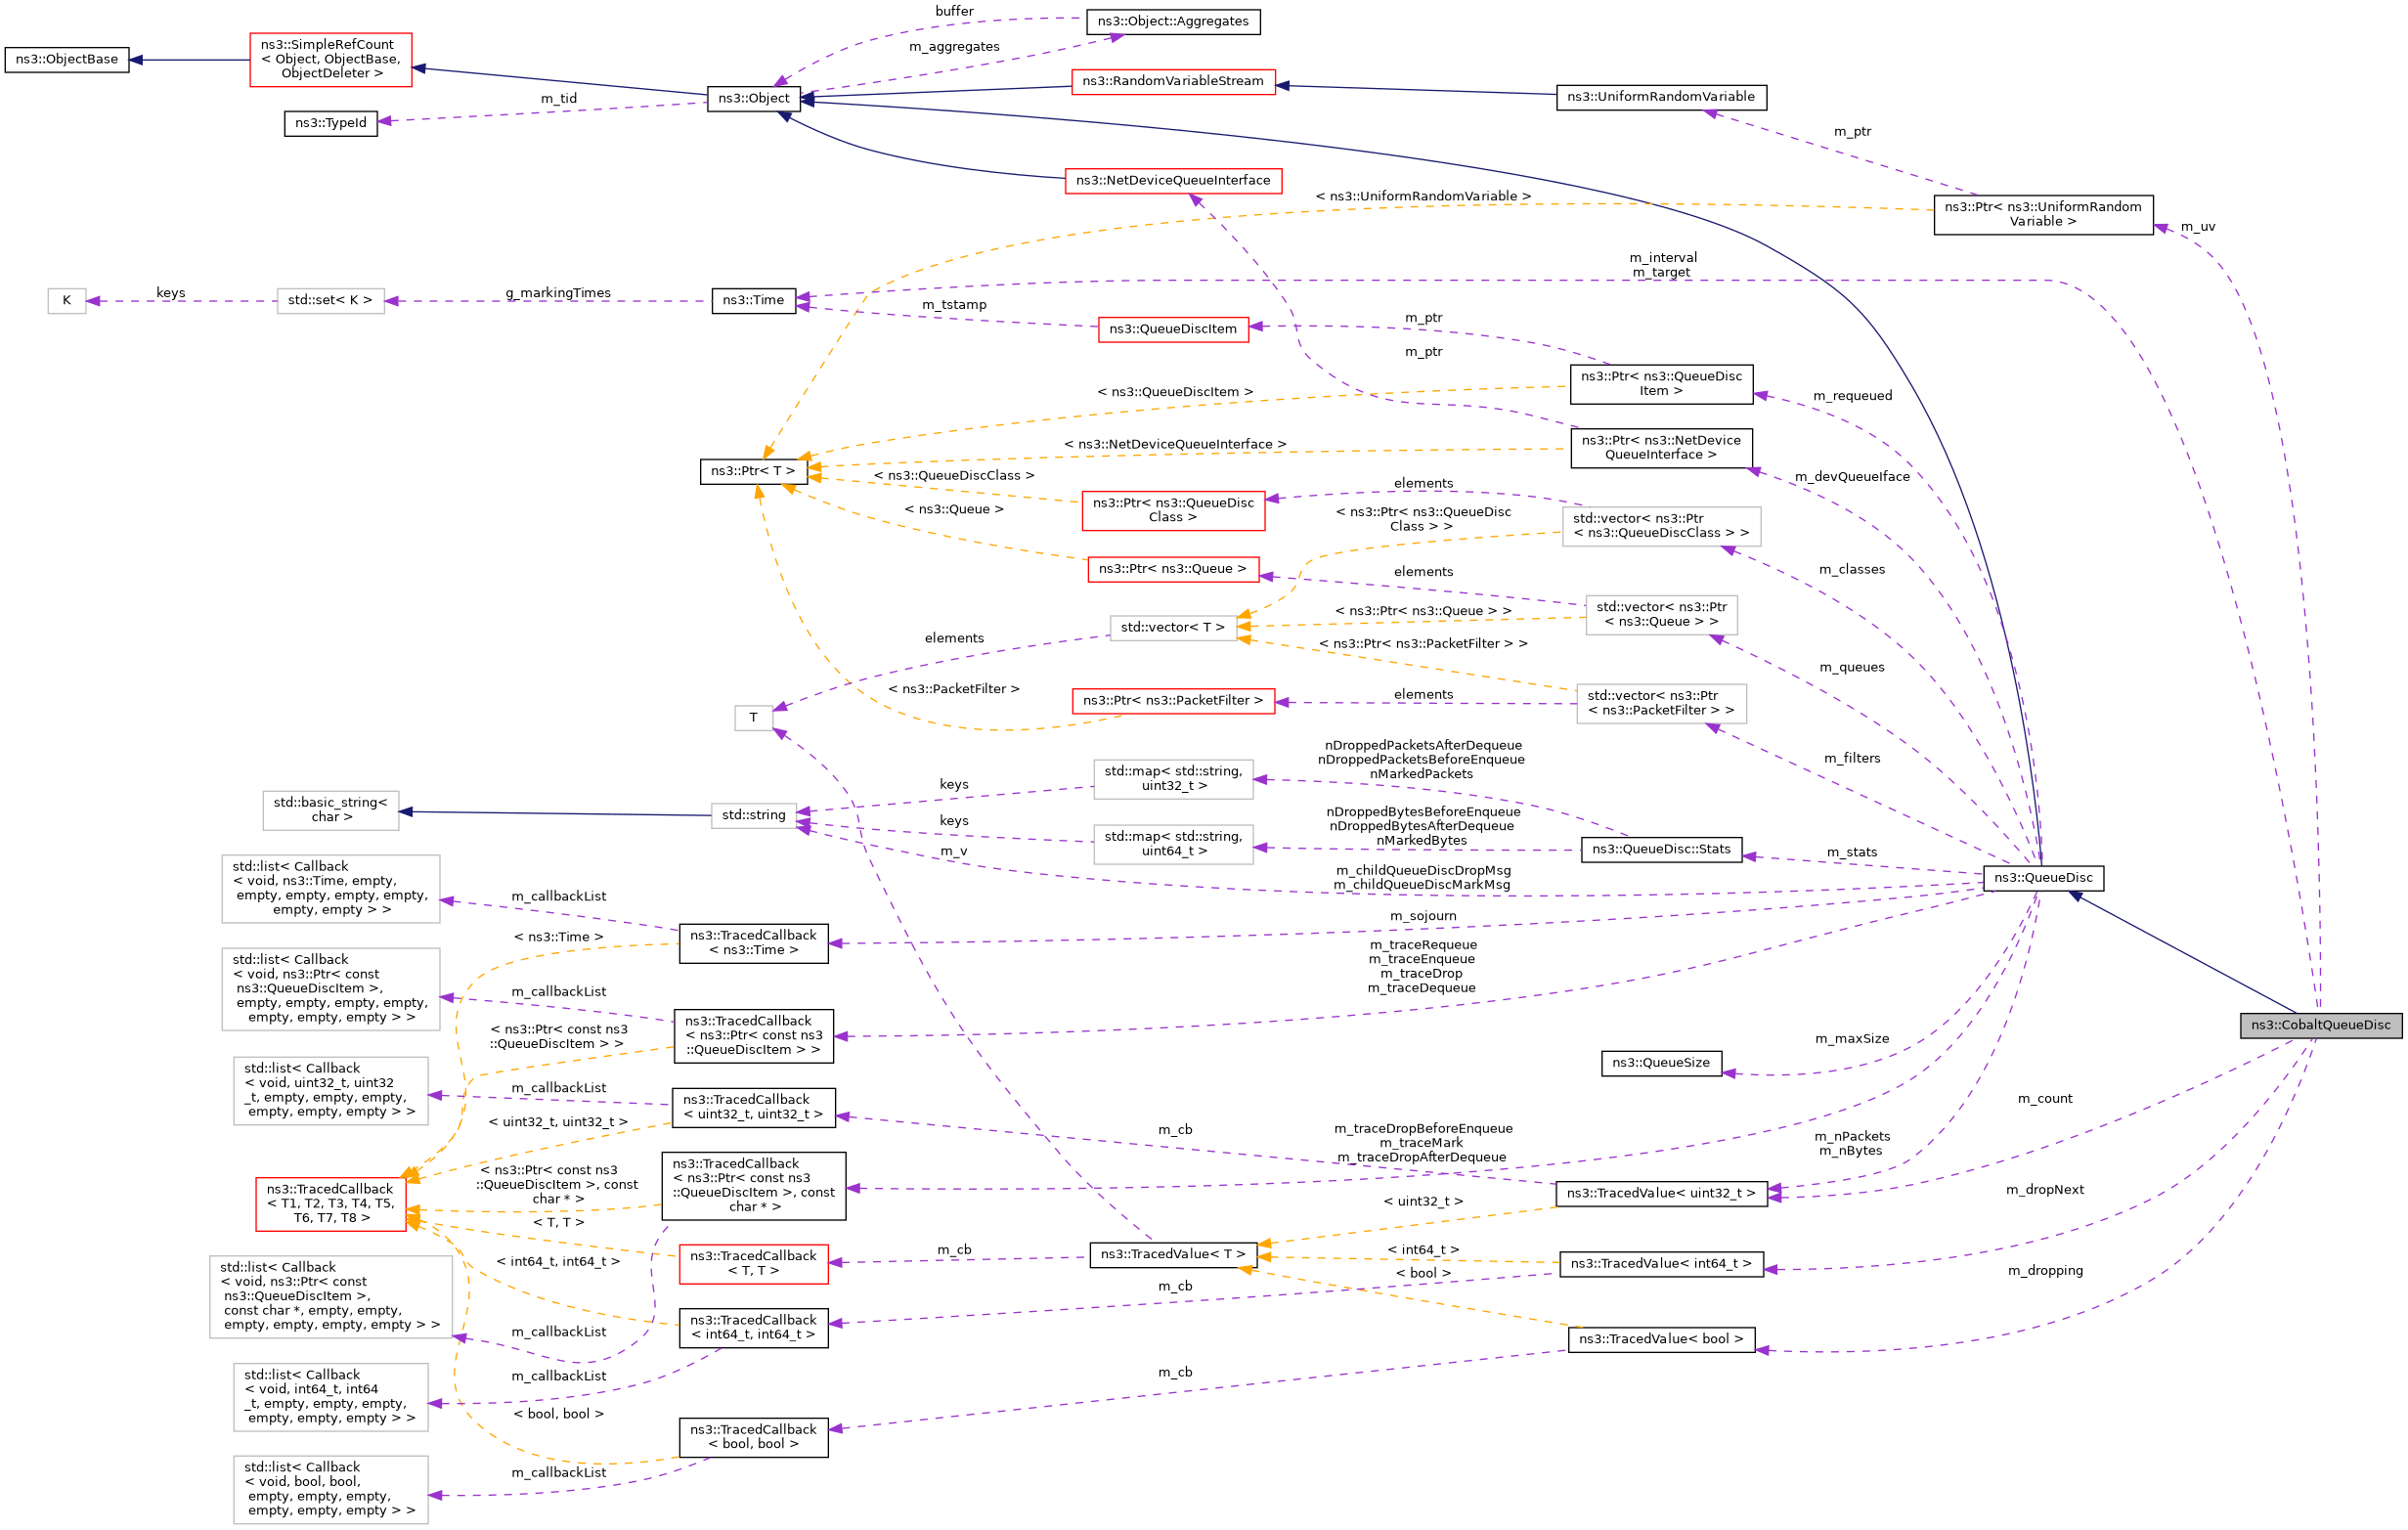 buffer
ns3::Object::Aggregates
ns3::SimpleRefCount
< Object, ObjectBase,
ObjectDeleter >
m_aggregates
ns3::ObjectBase
ns3::RandomVariableStream
m_tid
ns3::Object
ns3::UniformRandomVariable
ns3::TypeId
m_ptr
ns3::NetDeviceQueueInterface
< ns3::UniformRandomVariable >
ns3::Ptr< ns3::UniformRandom
Variable >
m_uv
m_interval
m_target
K
keys
std::set< K >
g_markingTimes
ns3::Time
m_tstamp
ns3::QueueDiscItem
m_ptr
m_ptr
ns3::Ptr< ns3::QueueDisc
Item >
< ns3::QueueDiscItem >
m_requeued
ns3::Ptr< ns3::NetDevice
QueueInterface >
< ns3::NetDeviceQueueInterface >
ns3::Ptr< T >
< ns3::QueueDiscClass >
m_devQueueIface
elements
ns3::Ptr< ns3::QueueDisc
Class >
< ns3::Queue >
< ns3::Ptr< ns3::QueueDisc
Class > >
std::vector< ns3::Ptr
< ns3::QueueDiscClass > >
ns3::Ptr< ns3::Queue >
elements
m_classes
std::vector< ns3::Ptr
< ns3::Queue > >
< ns3::Ptr< ns3::Queue > >
std::vector< T >
elements
< ns3::Ptr< ns3::PacketFilter > >
m_queues
< ns3::PacketFilter >
ns3::Ptr< ns3::PacketFilter >
elements
std::vector< ns3::Ptr
< ns3::PacketFilter > >
T
nDroppedPacketsAfterDequeue
nDroppedPacketsBeforeEnqueue
nMarkedPackets
m_filters
std::map< std::string,
uint32_t >
keys
std::basic_string<
char >
std::string
keys
nDroppedBytesBeforeEnqueue
nDroppedBytesAfterDequeue
nMarkedBytes
std::map< std::string,
uint64_t >
ns3::QueueDisc::Stats
m_stats
m_v
m_childQueueDiscDropMsg
m_childQueueDiscMarkMsg
ns3::QueueDisc
std::list< Callback
< void, ns3::Time, empty,
empty, empty, empty, empty,
empty, empty > >
m_callbackList
m_sojourn
ns3::TracedCallback
< ns3::Time >
< ns3::Time >
m_traceRequeue
m_traceEnqueue
m_traceDrop
m_traceDequeue
std::list< Callback
< void, ns3::Ptr< const
ns3::QueueDiscItem >,
empty, empty, empty, empty,
empty, empty, empty > >
m_callbackList
ns3::TracedCallback
< ns3::Ptr< const ns3
::QueueDiscItem > >
< ns3::Ptr< const ns3
::QueueDiscItem > >
ns3::CobaltQueueDisc
m_maxSize
ns3::QueueSize
std::list< Callback
< void, uint32_t, uint32
_t, empty, empty, empty,
empty, empty, empty > >
m_callbackList
ns3::TracedCallback
< uint32_t, uint32_t >
< uint32_t, uint32_t >
m_count
m_cb
m_traceDropBeforeEnqueue
m_traceMark
m_traceDropAfterDequeue
m_nPackets
m_nBytes
ns3::TracedCallback
< ns3::Ptr< const ns3
::QueueDiscItem >, const
char * >
< ns3::Ptr< const ns3
::QueueDiscItem >, const
char * >
ns3::TracedCallback
< T1, T2, T3, T4, T5,
T6, T7, T8 >
ns3::TracedValue< uint32_t >
m_dropNext
< uint32_t >
< T, T >
ns3::TracedCallback
< T, T >
m_cb
ns3::TracedValue< T >
< int64_t >
ns3::TracedValue< int64_t >
< int64_t, int64_t >
< bool >
m_dropping
std::list< Callback
< void, ns3::Ptr< const
ns3::QueueDiscItem >,
const char *, empty, empty,
empty, empty, empty, empty > >
m_cb
m_callbackList
ns3::TracedCallback
< int64_t, int64_t >
ns3::TracedValue< bool >
m_callbackList
std::list< Callback
< void, int64_t, int64
_t, empty, empty, empty,
empty, empty, empty > >
m_cb
< bool, bool >
ns3::TracedCallback
< bool, bool >
m_callbackList
std::list< Callback
< void, bool, bool,
empty, empty, empty,
empty, empty, empty > >